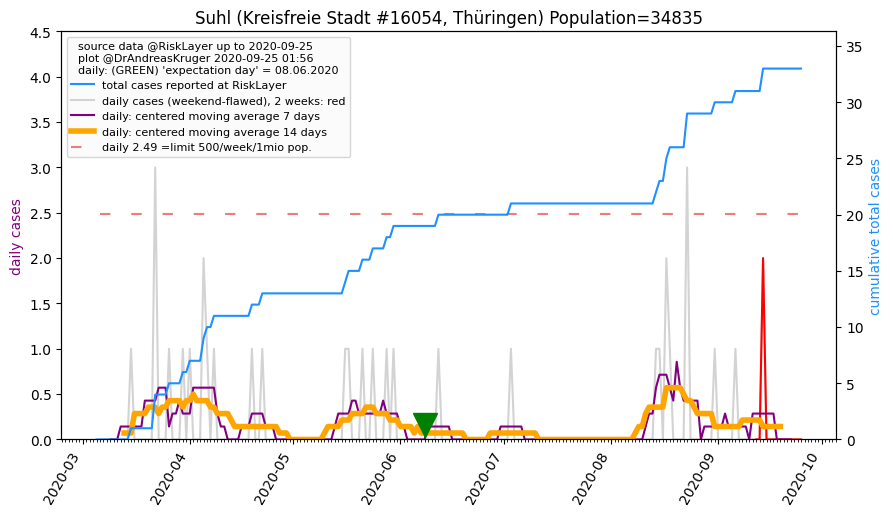 Suhl (Kreisfreie Stadt #16054, Thüringen) Population=34835
source data @RiskLayer up to 2020-09-25
plot @DrAndreasKruger 2020-09-25 01:56
daily: (GREEN) 'expectation day' = 08.06.2020
total cases reported at RiskLayer
daily cases (weekend-flawed), 2 weeks: red
daily: centered moving average 7 days
daily: centered moving average 14 days
daily 2.49 =limit 500/week/1mio pop.
daily cases
4.5
4.0
3.5
3.0
2.5
2.0
1.5
1.0
0.5
0.0
35
30
25
20
15
10
5
0
cumulative total cases
2020-03
2020-04
2020-05
2020-06
2020-07
2020-08
2020-09
2020-10